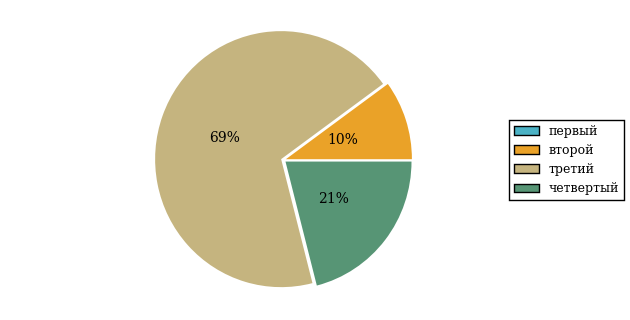 69%
10%
21%
первый
второй
третий
четвертый